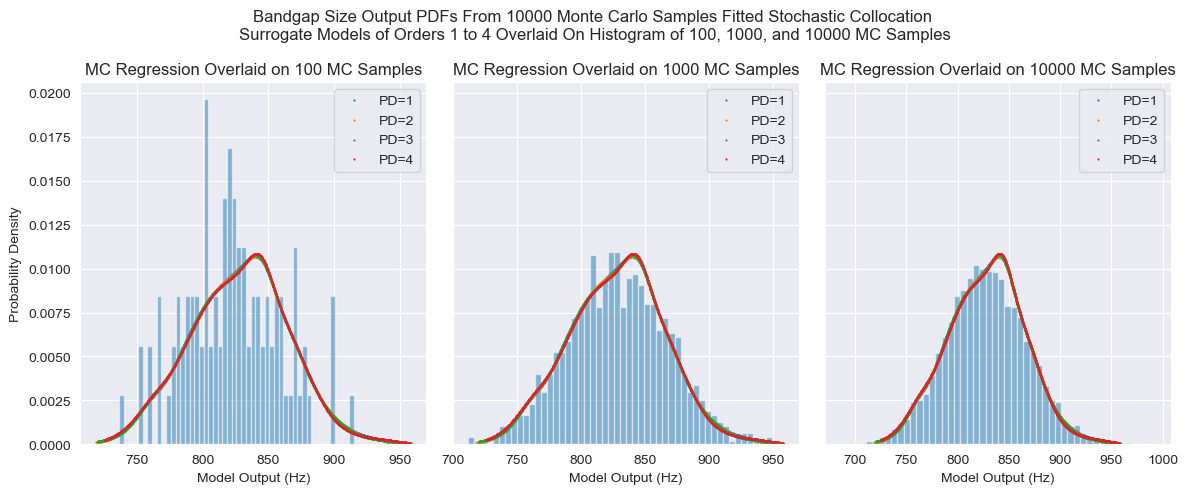 Bandgap Size Output PDFs From 10000 Monte Carlo Samples Fitted Stochastic Collocation
Surrogate Models of Orders 1 to 4 Overlaid On Histogram of 100, 1000, and 10000 MC Samples
MC Regression Overlaid on 100 MC Samples
MC Regression Overlaid on 1000 MC Samples
MC Regression Overlaid on 10000 MC Samples
Probability Density
0.0200
0.0175
0.0150
0.0125
0.0100
0.0075
0.0050
0.0025
0.0000
PD=1
PD=2
PD=3
PD=4
750 800 850 900 950
Model Output (Hz)
PD=1
PD=2
PD=3
PD=4
700 750 800 850 900 950
Model Output (Hz)
PD=1
PD=2
PD=3
PD=4
700 750 800 850 900 950 1000
Model Output (Hz)